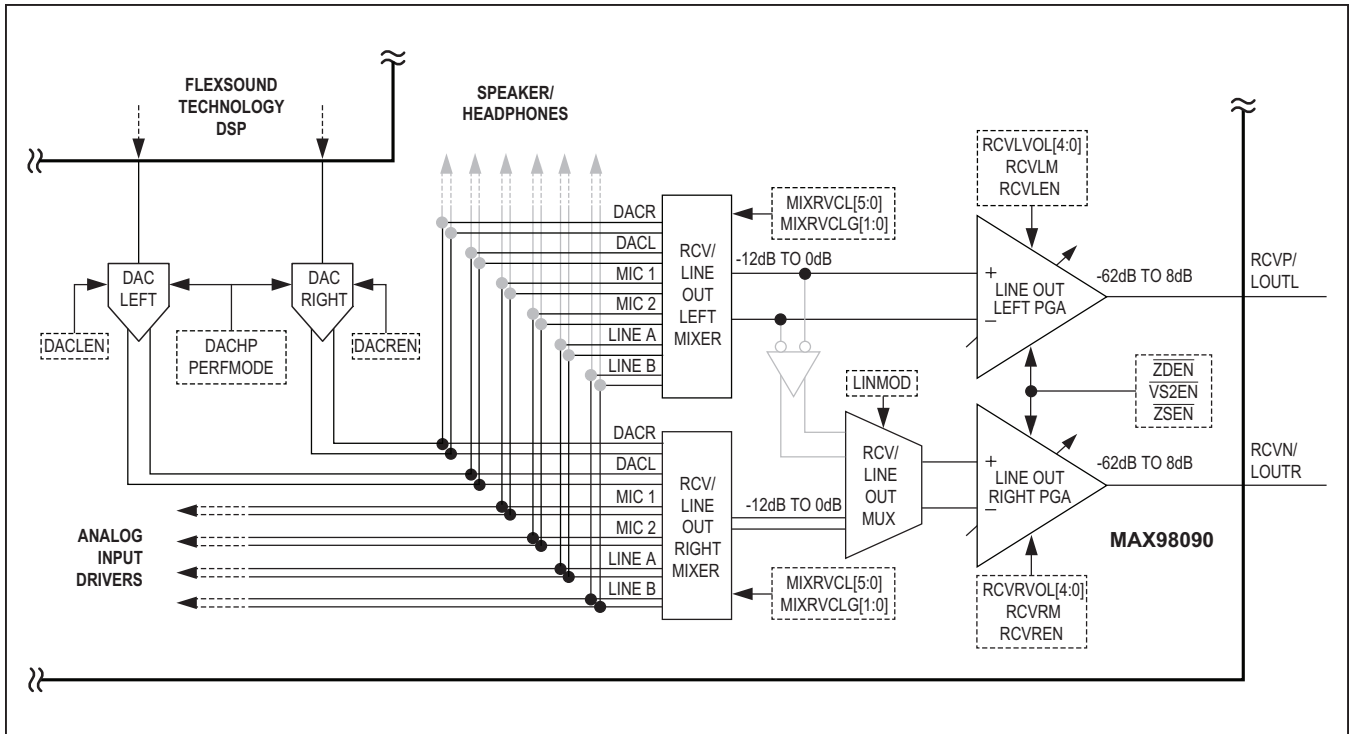 FLEXSOUND
TECHNOLOGY
DSP
SPEAKER/
HEADPHONES
DAC
LEFT
DAC
RIGHT
DACLEN
DACHP
PERFMODE
DACREN
DACR
DACL
MIC 1
MIC 2
LINE A
LINE B
RCV/
LINE
OUT
LEFT
MIXER
MIXRVCL[5:0]
MIXRVCLG[1:0]
-12dB TO 0dB
RCVLVOL[4:0]
RCVLM
RCVLEN
+
−
LINE OUT
LEFT PGA
-62dB TO 8dB
RCVP/
LOUTL
ZDEN
VS2EN
ZSEN
LINMOD
DACR
DACL
MIC 1
MIC 2
LINE A
LINE B
RCV/
LINE
OUT
RIGHT
MIXER
-12dB TO 0dB
RCV/
LINE
OUT
MUX
+
−
LINE OUT
RIGHT PGA
-62dB TO 8dB
RCVN/
LOUTR
MAX98090
ANALOG
INPUT
DRIVERS
MIXRVCL[5:0]
MIXRVCLG[1:0]
RCVRVOL[4:0]
RCVRM
RCVREN